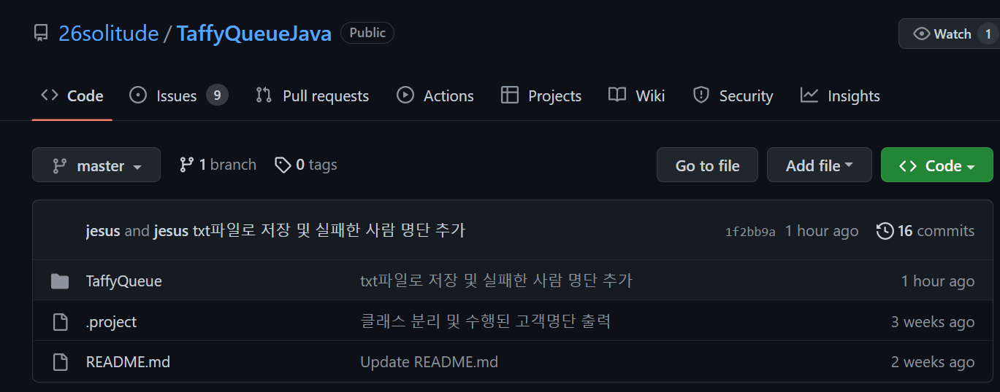 26solitude / TaffyQueueJava Public Watch 1
Code Issues 9 Pull requests Actions Projects Wiki Security Insights
master 1 branch 0 tags Go to file Add file Code
jesus and jesus txt파일로 저장 및 실패한 사람 명단 추가 1f2bb9a 1 hour ago 16 commits
TaffyQueue txt파일로 저장 및 실패한 사람 명단 추가 1 hour ago
.project 클래스 분리 및 수행된 고객명단 출력 3 weeks ago
README.md Update README.md 2 weeks ago